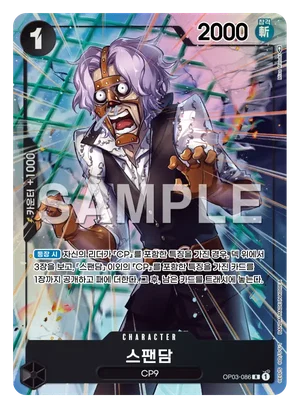 1
2000
참격
斬
카운터 +1000
SAMPLE
등장 시 자신의 리더가 『CP』를 포함한 특징을 가진 경우, 덱 위에서
3장을 보고, 「스팬담」 이외의 『CP』를 포함한 특징을 가진 카드를
1장까지 공개하고 패에 더한다. 그 후, 남은 카드를 트래시에 놓는다.
CHARACTER
스팬담
CP9
OP03-086 R 1